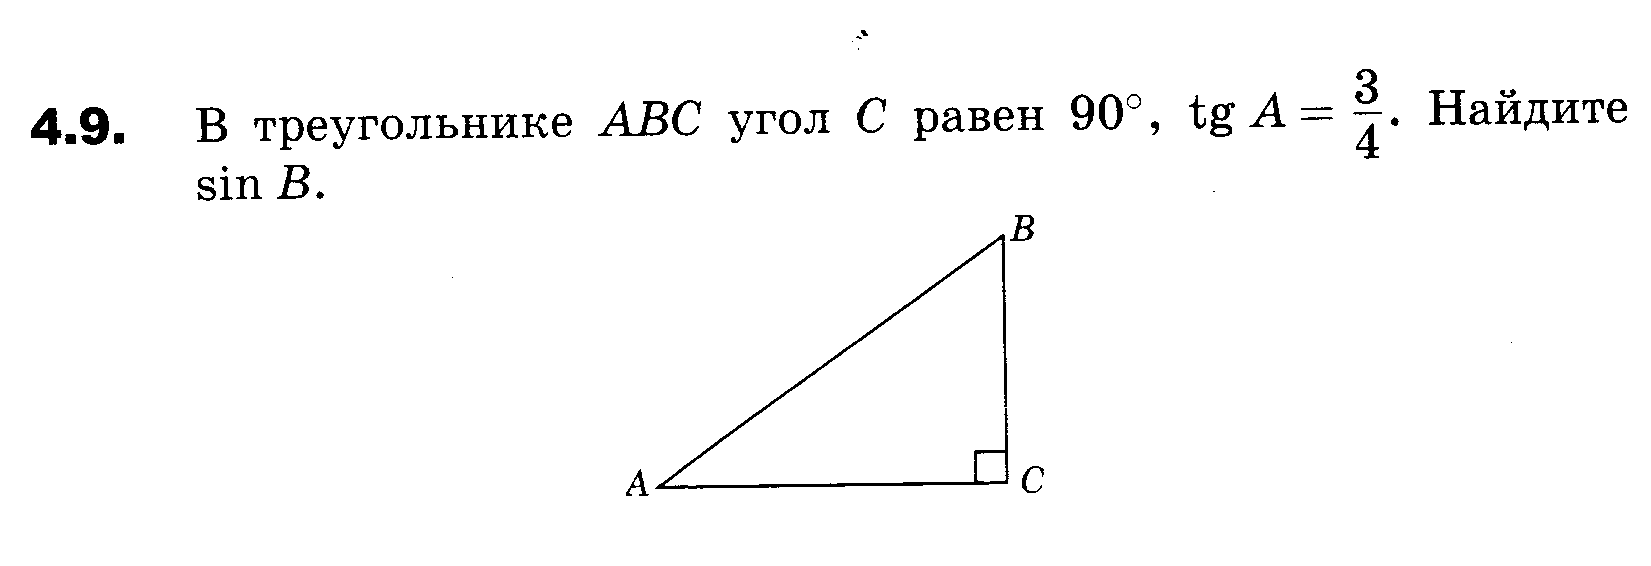 4.9. В треугольнике ABC угол C равен 90°, tg A = 3/4. Найдите
sin B.
B
A
C